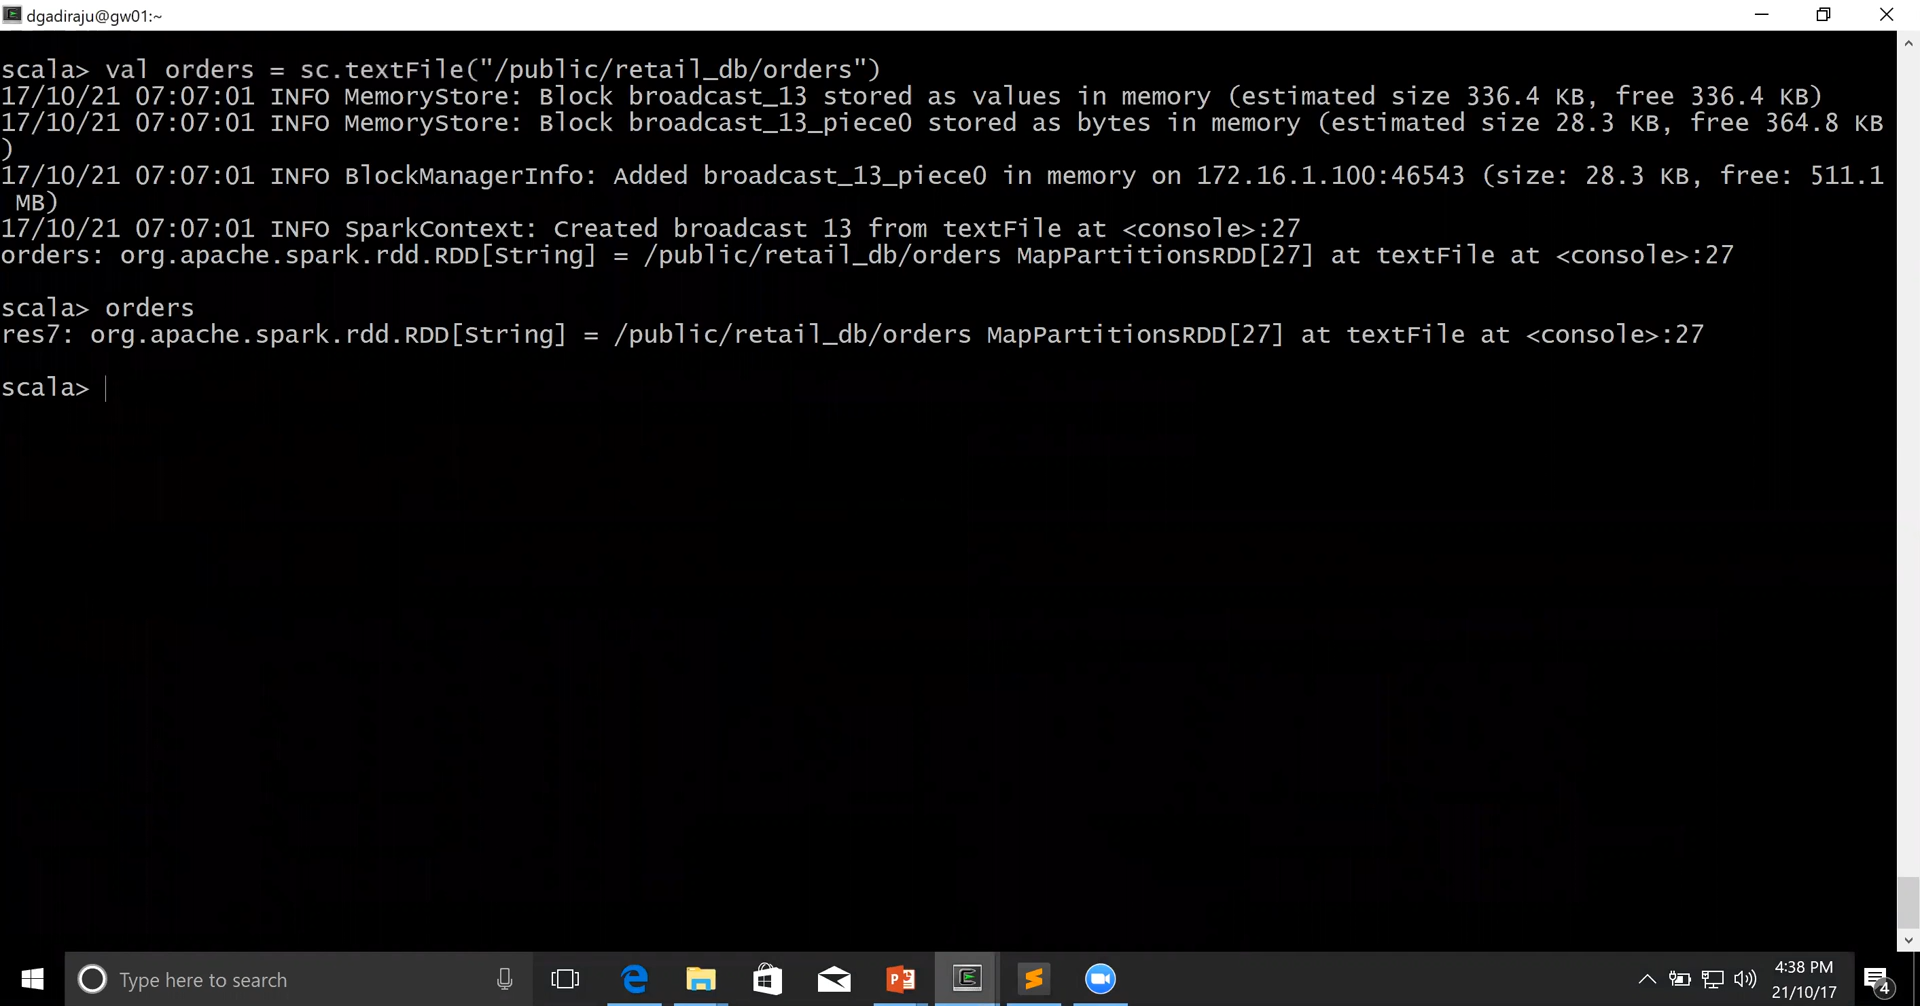 dgadiraju@gw01:~
scala> val orders = sc.textFile("/public/retail_db/orders")
17/10/21 07:07:01 INFO MemoryStore: Block broadcast_13 stored as values in memory (estimated size 336.4 KB, free 336.4 KB)
17/10/21 07:07:01 INFO MemoryStore: Block broadcast_13_piece0 stored as bytes in memory (estimated size 28.3 KB, free 364.8 KB
)
17/10/21 07:07:01 INFO BlockManagerInfo: Added broadcast_13_piece0 in memory on 172.16.1.100:46543 (size: 28.3 KB, free: 511.1
 MB)
17/10/21 07:07:01 INFO SparkContext: Created broadcast 13 from textFile at <console>:27
orders: org.apache.spark.rdd.RDD[String] = /public/retail_db/orders MapPartitionsRDD[27] at textFile at <console>:27
scala> orders
res7: org.apache.spark.rdd.RDD[String] = /public/retail_db/orders MapPartitionsRDD[27] at textFile at <console>:27
scala>
Type here to search
4:38 PM
21/10/17
4